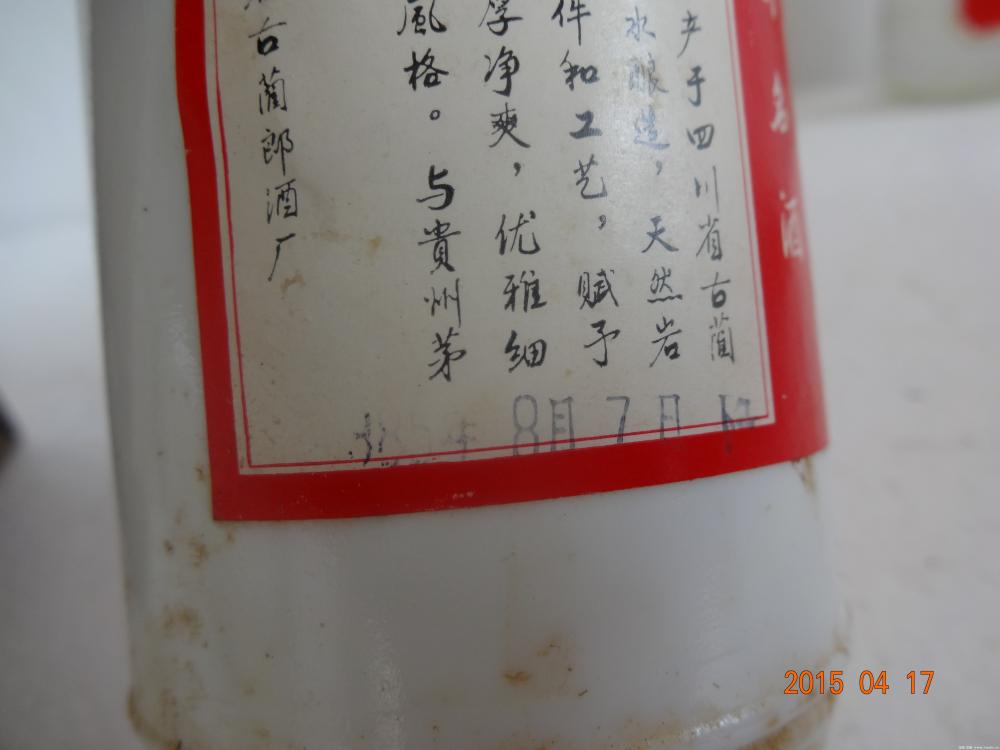 名酒
产于四川省古蔺
水酿造，天然岩
件和工艺，赋予
厚净爽，优雅细
風格。与貴州茅
古蔺郎酒厂
8月7日
2015 04 17